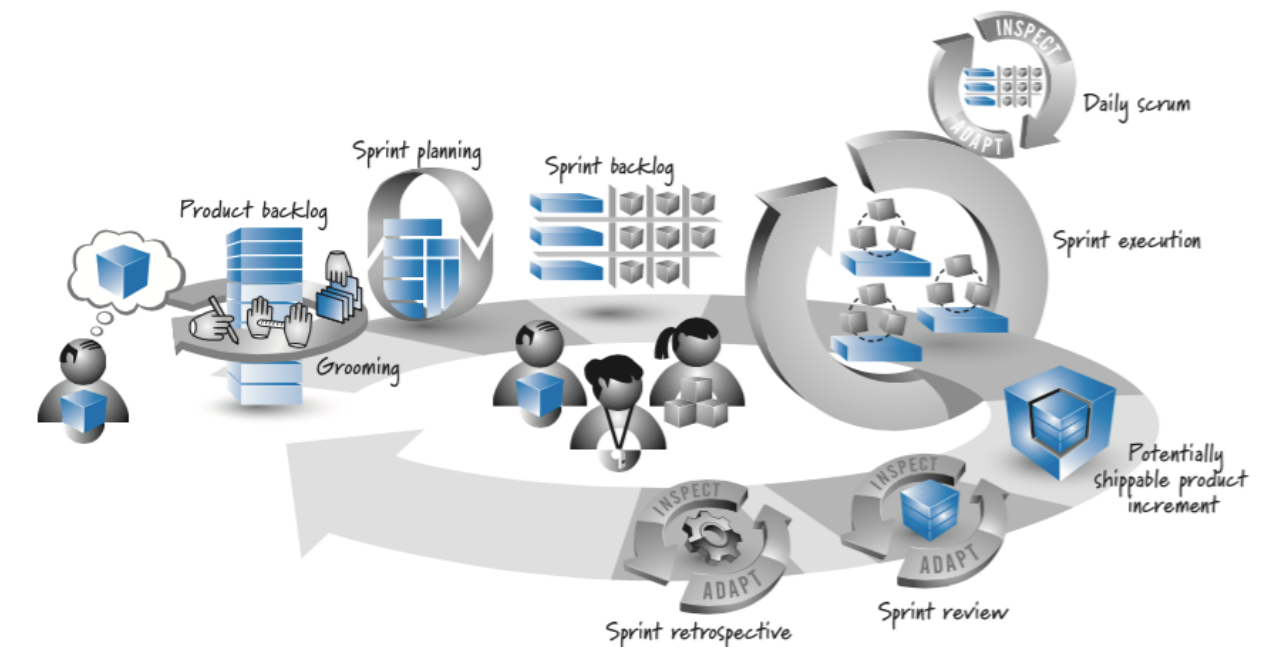 INSPECT
ADAPT
Daily scrum
Sprint planning
Sprint backlog
Product backlog
Sprint execution
Grooming
Potentially
shippable product
increment
INSPECT
ADAPT
Sprint review
INSPECT
ADAPT
Sprint retrospective